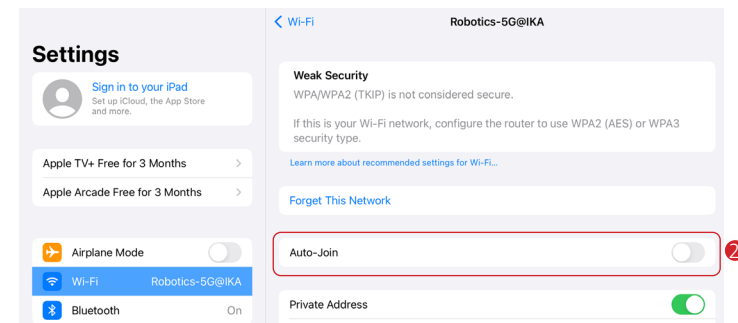 Wi-Fi
Robotics-5G@IKA
Settings
Sign in to your iPad
Set up iCloud, the App Store
and more.
Apple TV+ Free for 3 Months
Apple Arcade Free for 3 Months
Airplane Mode
Wi-Fi Robotics-5G@IKA
Bluetooth On
Weak Security
WPA/WPA2 (TKIP) is not considered secure.
If this is your Wi-Fi network, configure the router to use WPA2 (AES) or WPA3
security type.
Learn more about recommended settings for Wi-Fi...
Forget This Network
Auto-Join
2
Private Address